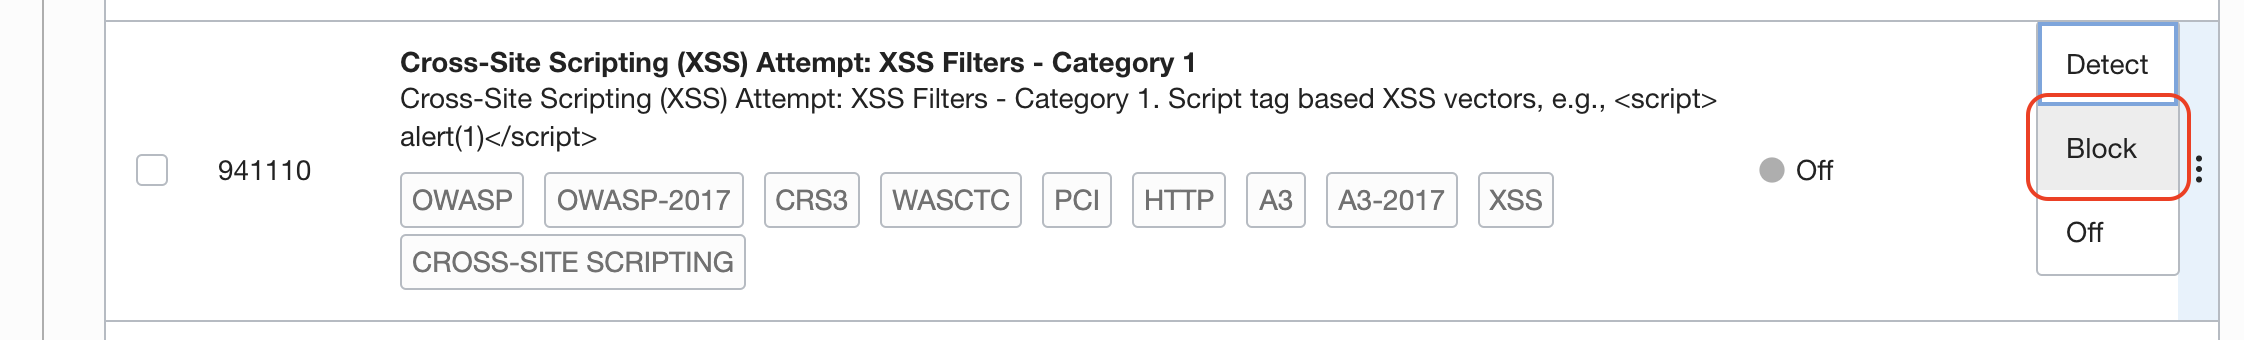 Cross-Site Scripting (XSS) Attempt: XSS Filters - Category 1
Cross-Site Scripting (XSS) Attempt: XSS Filters - Category 1. Script tag based XSS vectors, e.g., <script>
alert(1)</script>
941110
OWASP OWASP-2017 CRS3 WASCTC PCI HTTP A3 A3-2017 XSS
CROSS-SITE SCRIPTING
Off
Detect
Block
Off